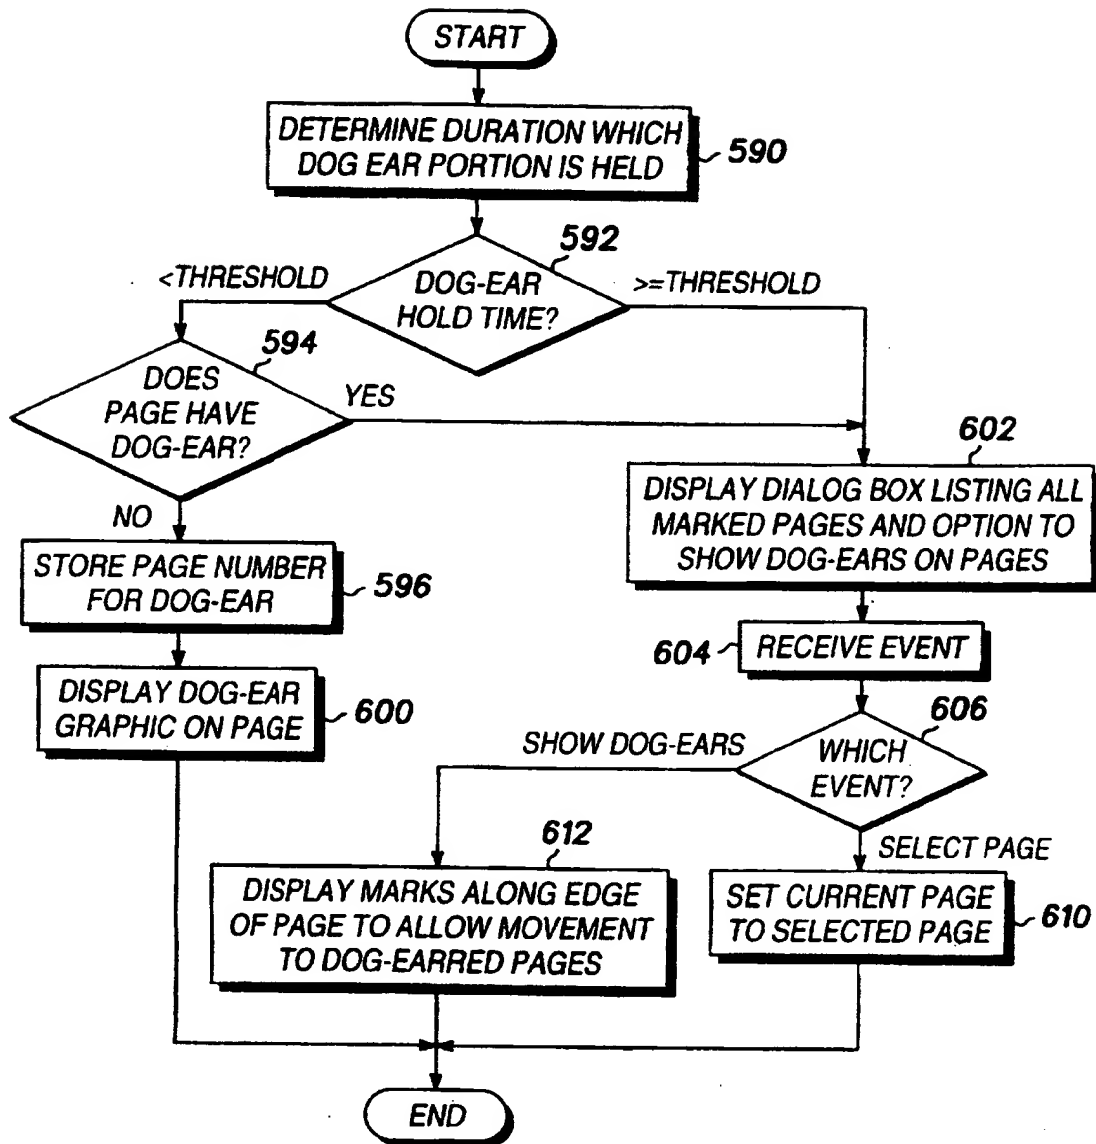 START
DETERMINE DURATION WHICH
DOG EAR PORTION IS HELD
590
592
<THRESHOLD
DOG-EAR
HOLD TIME?
>=THRESHOLD
594
DOES
PAGE HAVE
DOG-EAR?
YES
NO
602
DISPLAY DIALOG BOX LISTING ALL
MARKED PAGES AND OPTION TO
SHOW DOG-EARS ON PAGES
STORE PAGE NUMBER
FOR DOG-EAR
596
604
RECEIVE EVENT
DISPLAY DOG-EAR
GRAPHIC ON PAGE
600
606
SHOW DOG-EARS
WHICH
EVENT?
612
SELECT PAGE
DISPLAY MARKS ALONG EDGE
OF PAGE TO ALLOW MOVEMENT
TO DOG-EARRED PAGES
SET CURRENT PAGE
TO SELECTED PAGE
610
END